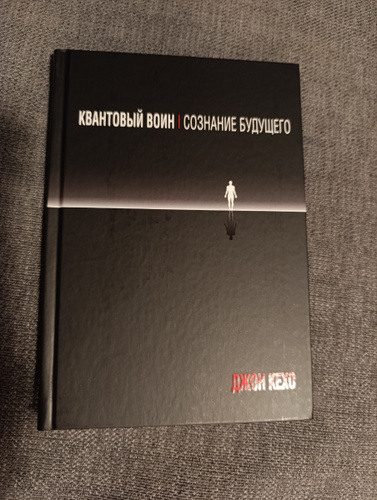 КВАНТОВЫЙ ВОИН | СОЗНАНИЕ БУДУЩЕГО
ДЖОН КЕХО